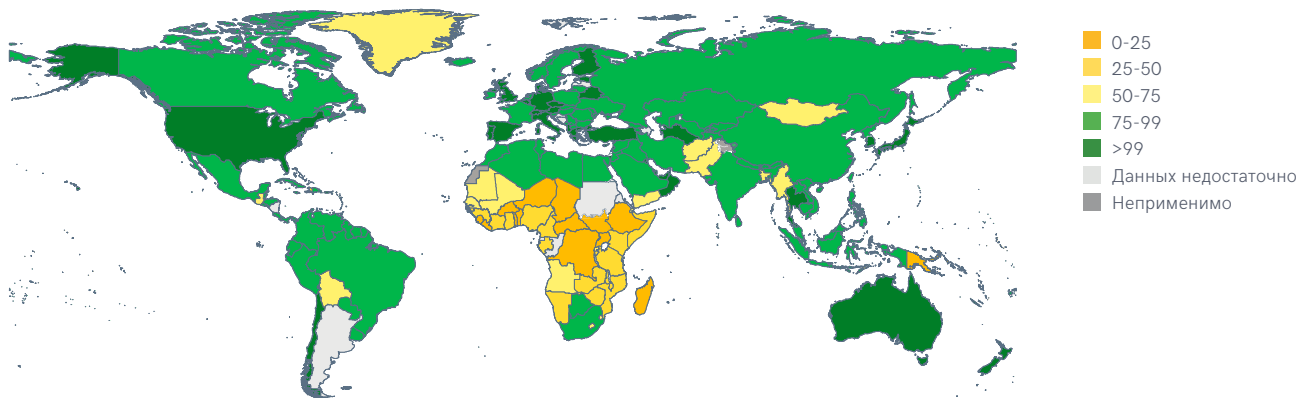 0-25
25-50
50-75
75-99
>99
Данных недостаточно
Неприменимо